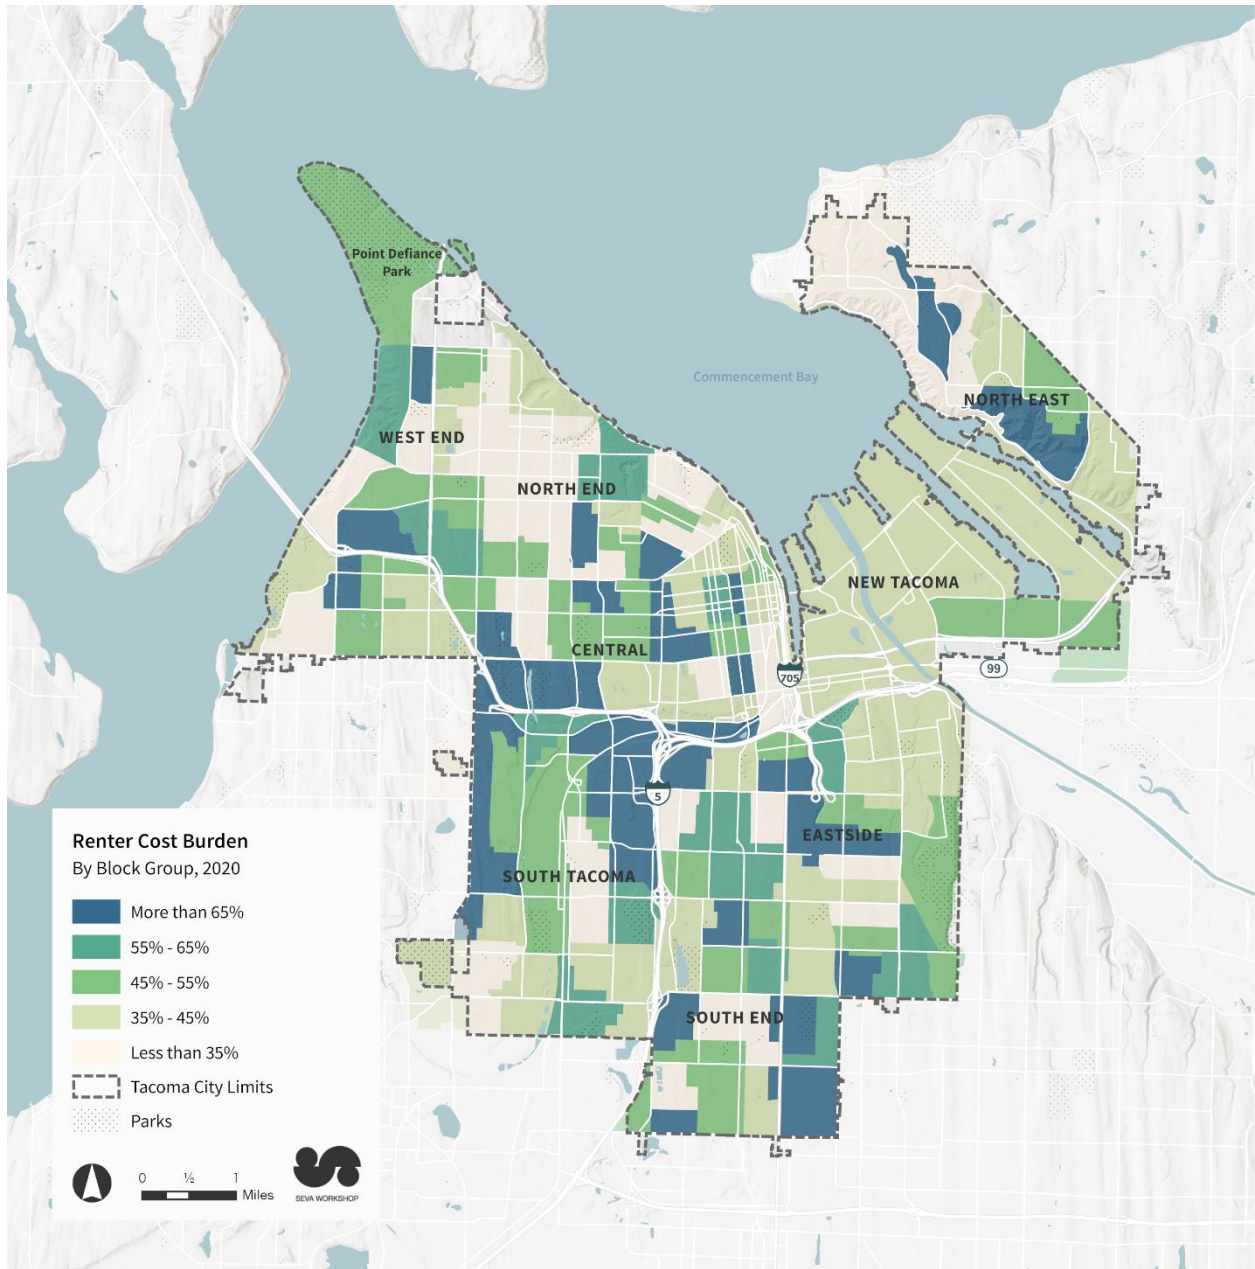 Point Defiance
Park
Commencement Bay
NORTH EAST
WEST END
NORTH END
NEW TACOMA
CENTRAL
99
705
5
EASTSIDE
SOUTH TACOMA
SOUTH END
Renter Cost Burden
By Block Group, 2020
More than 65%
55% - 65%
45% - 55%
35% - 45%
Less than 35%
Tacoma City Limits
Parks
0 ½ 1
Miles
SEVA WORKSHOP